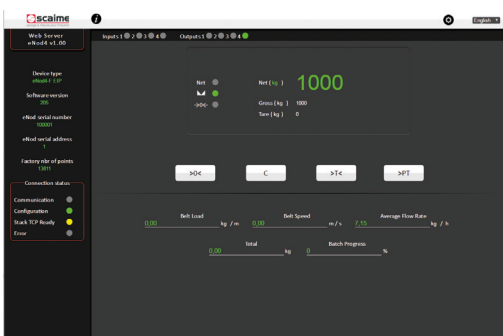 scaime
i
English
Web Server
eNod4 v1.00
Inputs 1 2 3 4 Outputs 1 2 3 4
Device type
eNod4-F ETP
Software version
206
eNod serial number
100001
eNod serial address
1
Factory nbr of points
13811
Connection status
Communication
Configuration
Stack TCP Ready
Error
Net
Net ( kg ) 1000
>0<
Gross ( kg ) 1000
Tare ( kg ) 0
>0< C >T< >PT
Belt Load Belt Speed Average Flow Rate
0,00 kg / m 0,00 m / s 7,15 kg / h
Total Batch Progress
0,00 kg 0 %